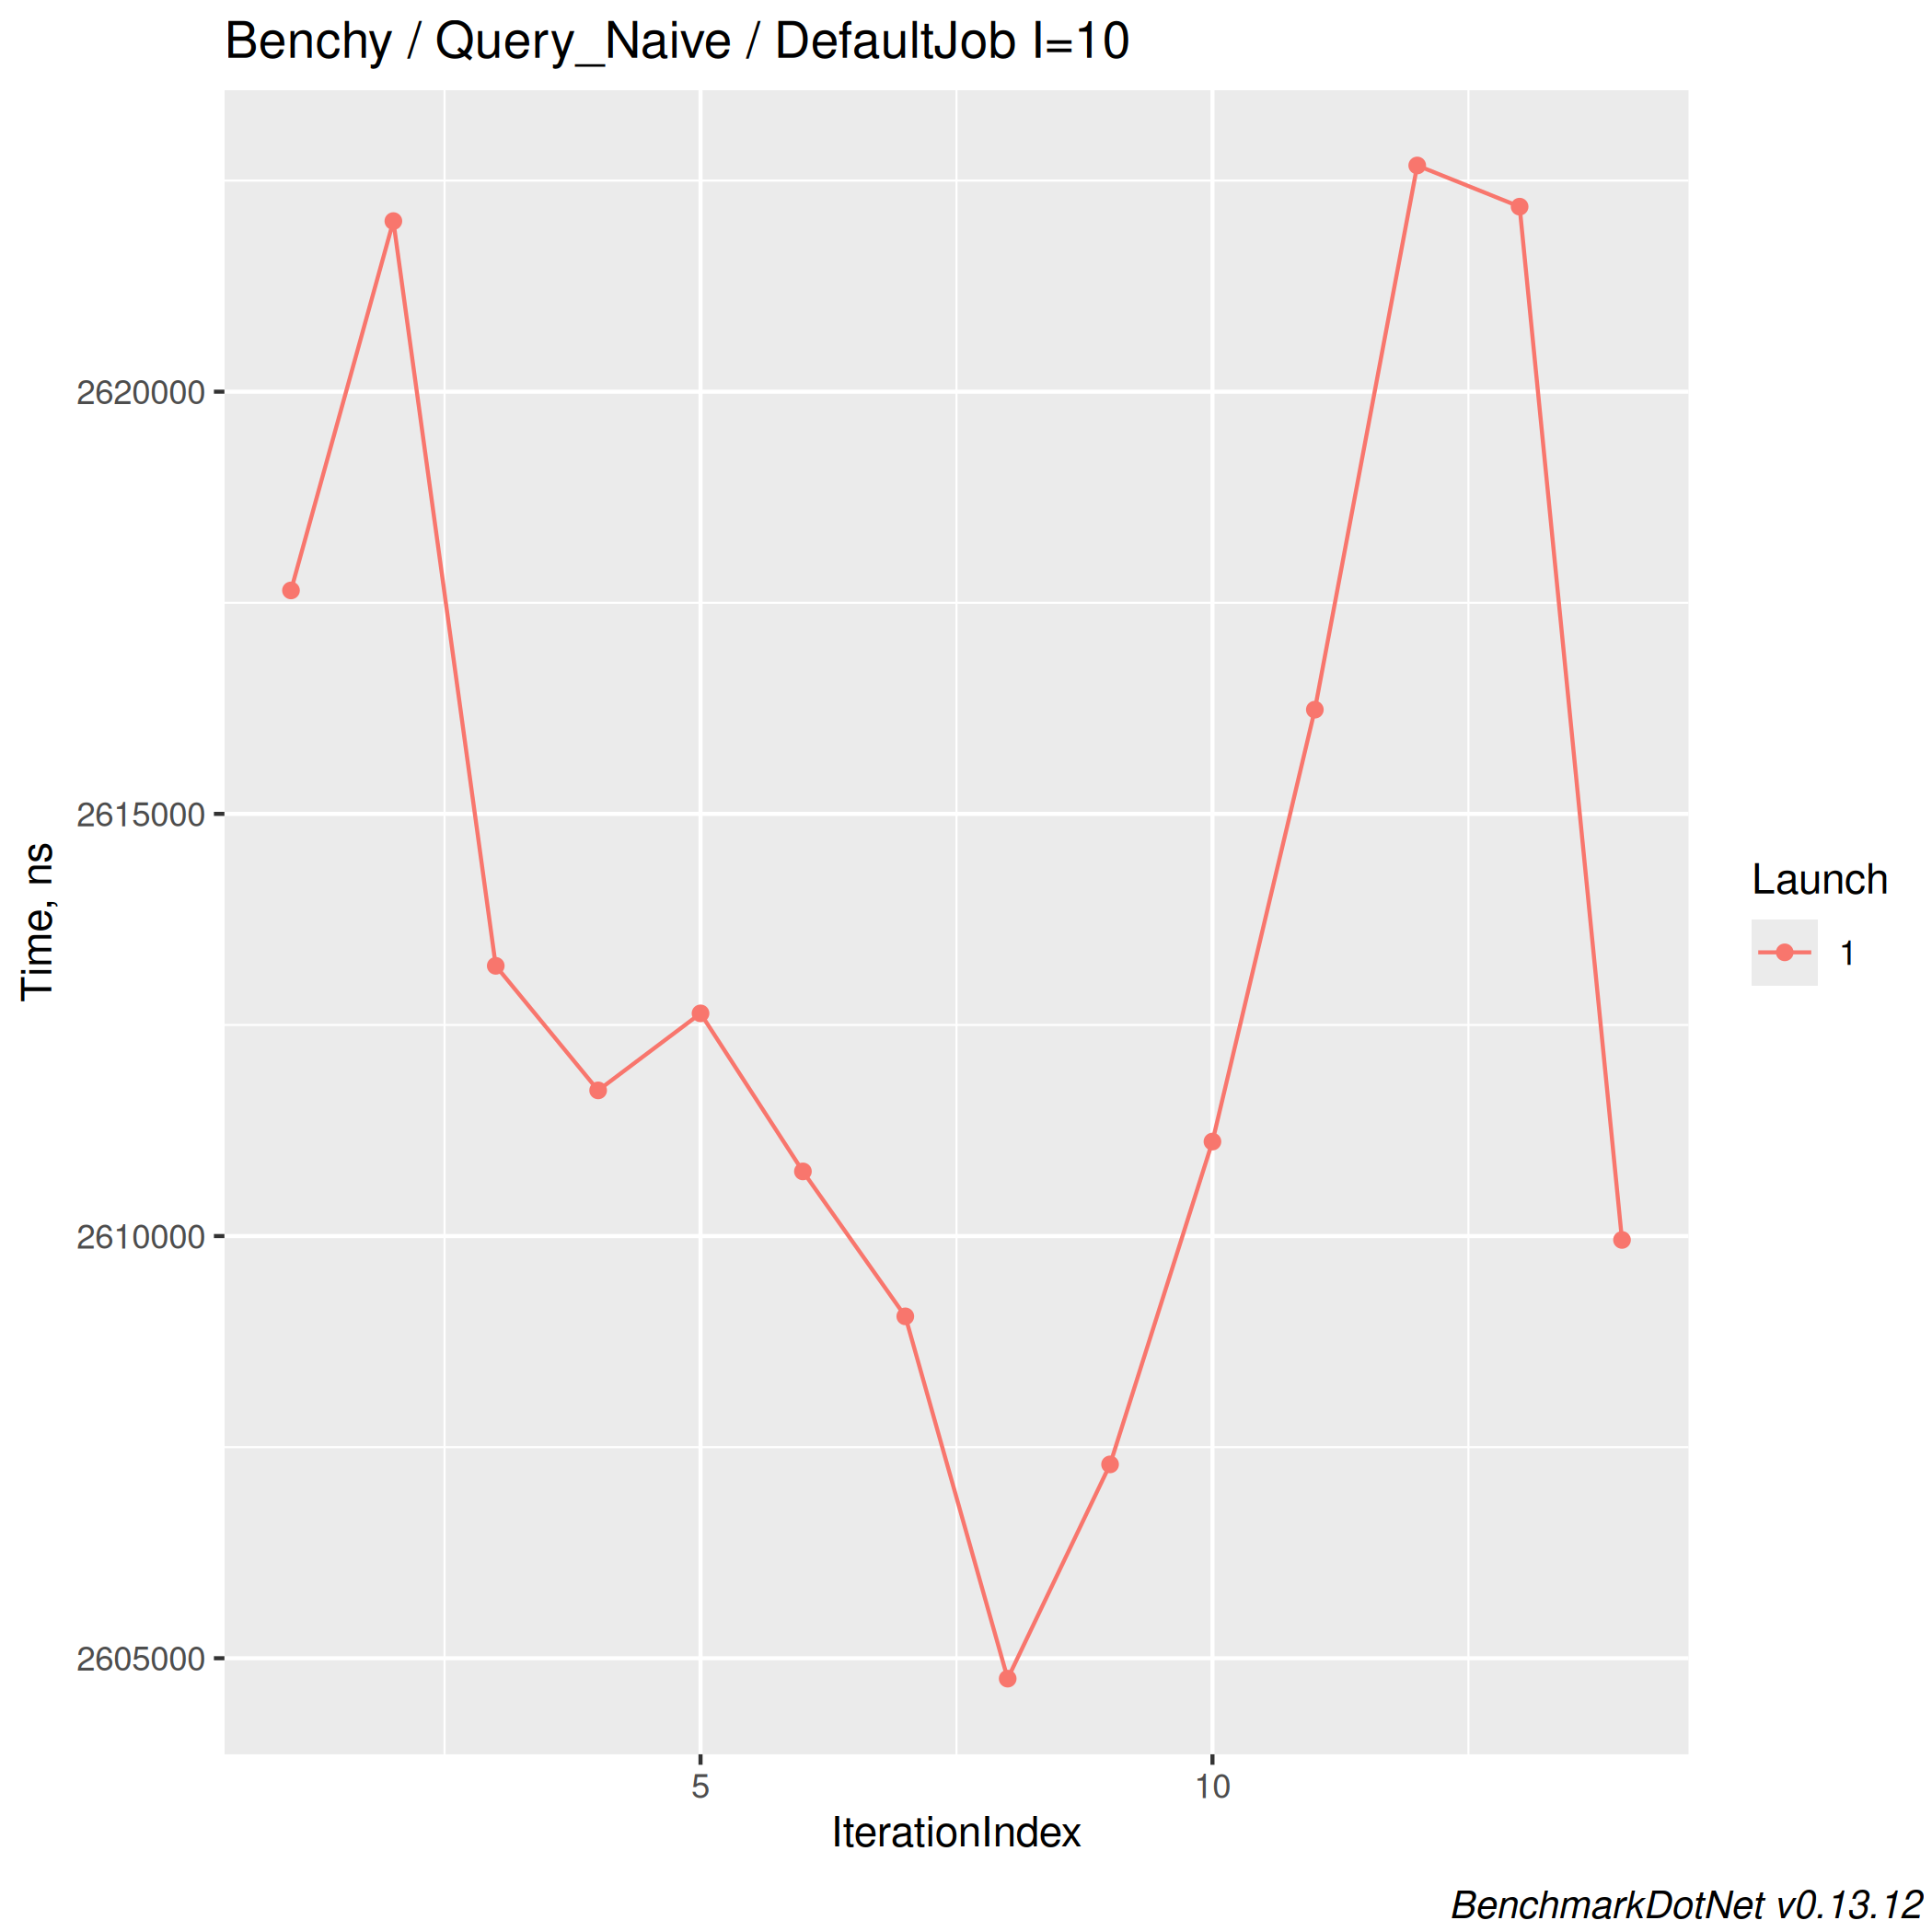 Benchy / Query_Naive / DefaultJob I=10
2620000
2615000
2610000
2605000
Time, ns
5
10
IterationIndex
Launch
1
BenchmarkDotNet v0.13.12